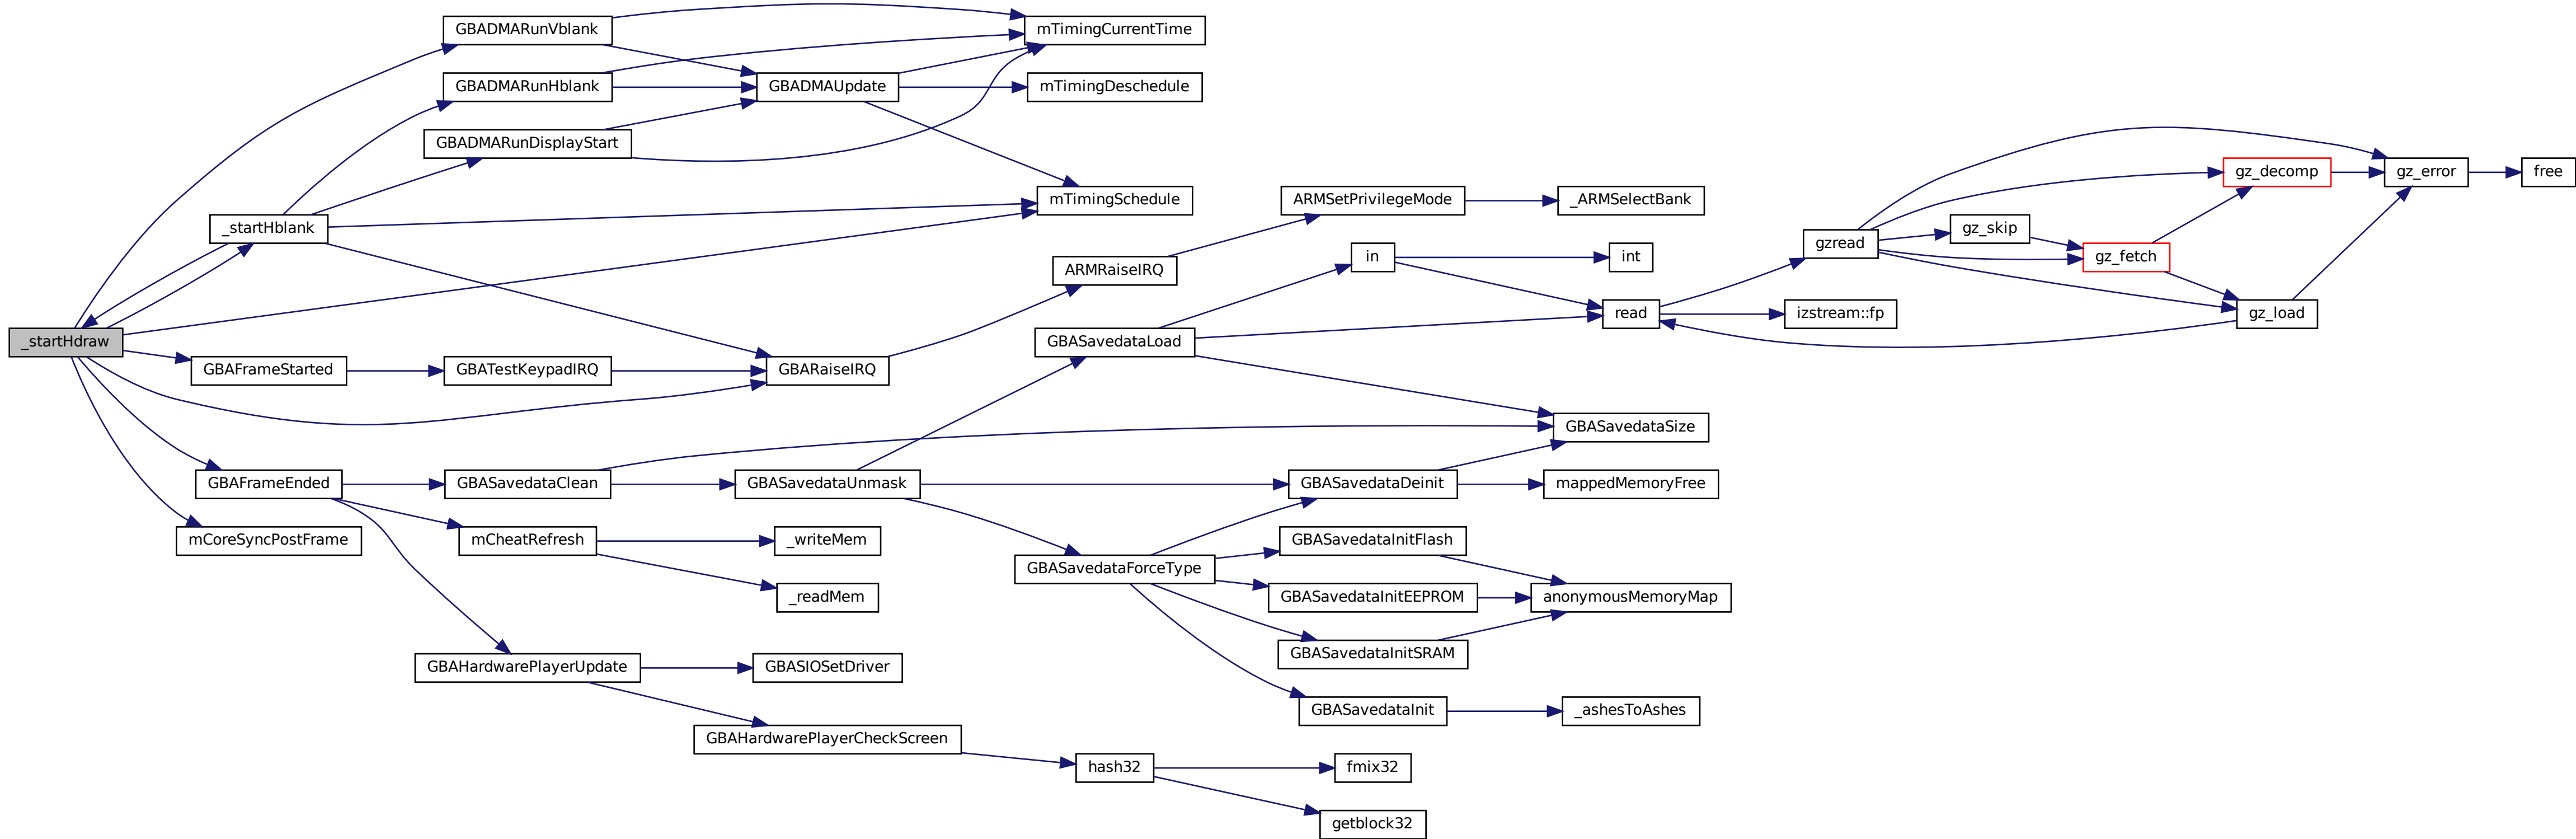 _startHdraw
_startHblank
GBAFrameStarted
GBAFrameEnded
mCoreSyncPostFrame
GBADMARunVblank
GBADMARunHblank
GBADMARunDisplayStart
GBATestKeypadIRQ
GBASavedataClean
mCheatRefresh
GBAHardwarePlayerUpdate
GBADMAUpdate
GBARaiseIRQ
GBASavedataUnmask
_writeMem
_readMem
GBASIOSetDriver
GBAHardwarePlayerCheckScreen
mTimingCurrentTime
mTimingDeschedule
mTimingSchedule
ARMRaiseIRQ
GBASavedataLoad
GBASavedataForceType
hash32
ARMSetPrivilegeMode
in
GBASavedataDeinit
GBASavedataInitFlash
GBASavedataInitEEPROM
GBASavedataInitSRAM
GBASavedataInit
fmix32
getblock32
_ARMSelectBank
int
read
GBASavedataSize
mappedMemoryFree
anonymousMemoryMap
_ashesToAshes
gzread
izstream::fp
gz_skip
gz_fetch
gz_decomp
gz_load
gz_error
free